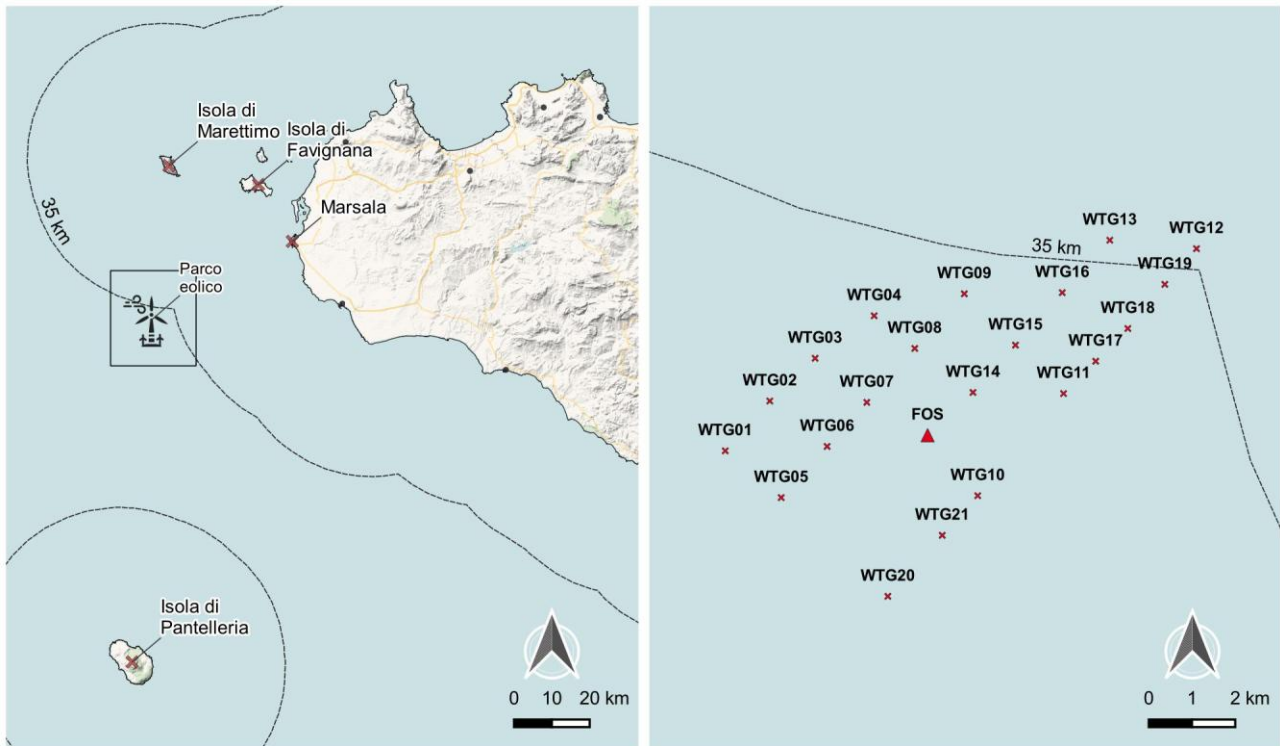 Isola di
Marettimo
Isola di
Favignana
Marsala
35 km
Parco
eolico
Isola di
Pantelleria
0 10 20 km
WTG13
WTG12
35 km
WTG19
WTG09
WTG16
WTG04
WTG18
WTG08
WTG15
WTG03
WTG17
WTG02
WTG07
WTG14
WTG11
FOS
WTG01
WTG06
WTG05
WTG10
WTG21
WTG20
0 1 2 km